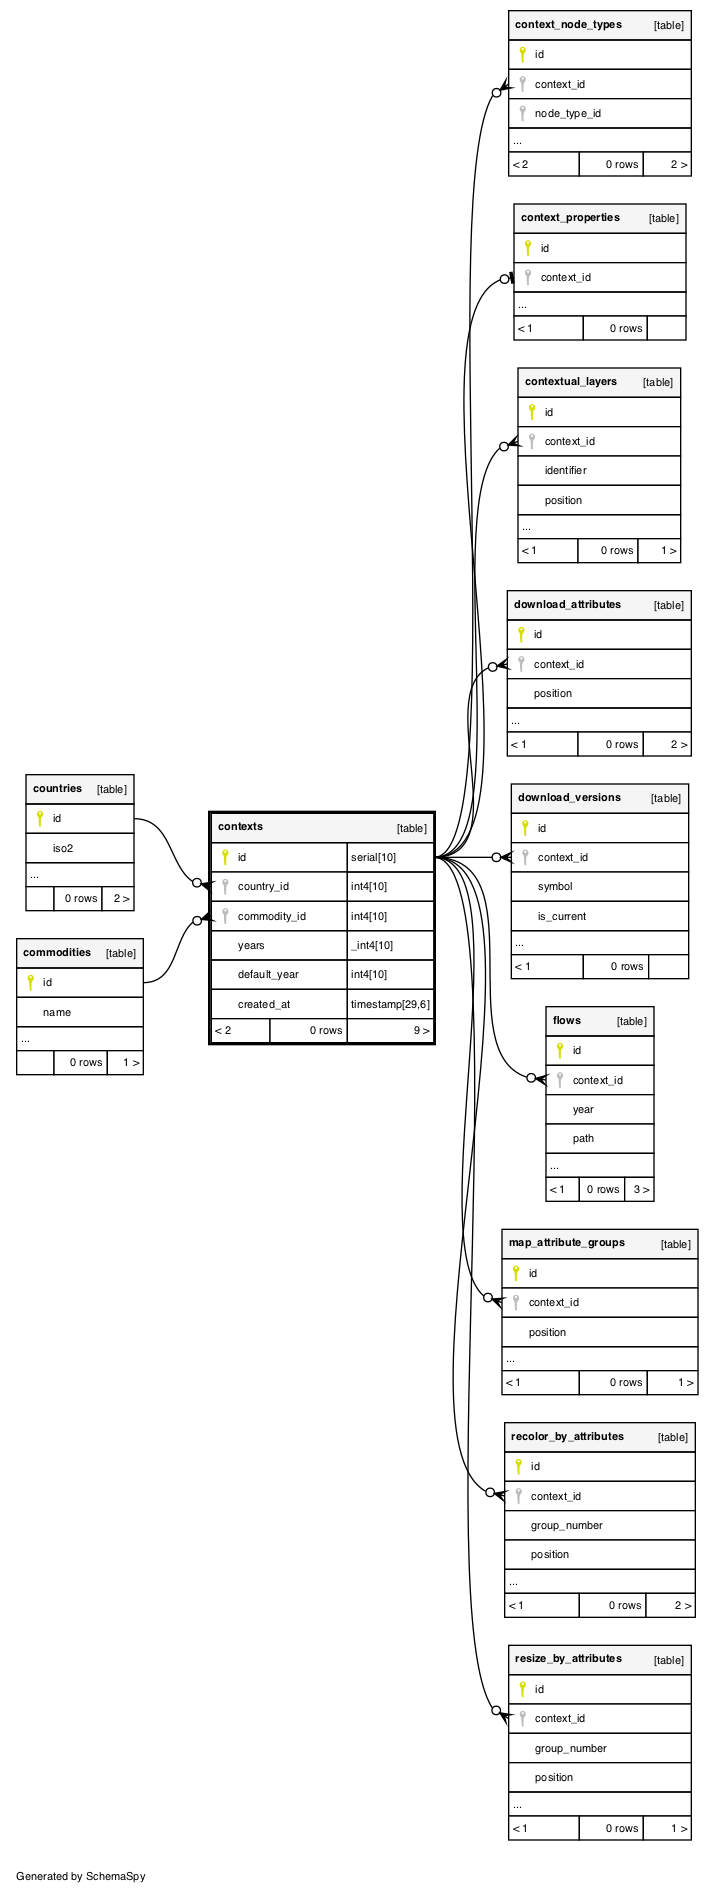 context_node_types [table]
id
context_id
node_type_id
...
< 2 0 rows 2 >
context_properties [table]
id
context_id
...
< 1 0 rows
contextual_layers [table]
id
context_id
identifier
position
...
< 1 0 rows 1 >
download_attributes [table]
id
context_id
position
...
< 1 0 rows 2 >
countries [table]
id
iso2
...
0 rows 2 >
commodities [table]
id
name
...
0 rows 1 >
contexts [table]
id serial[10]
country_id int4[10]
commodity_id int4[10]
years _int4[10]
default_year int4[10]
created_at timestamp[29,6]
< 2 0 rows 9 >
download_versions [table]
id
context_id
symbol
is_current
...
< 1 0 rows
flows [table]
id
context_id
year
path
...
< 1 0 rows 3 >
map_attribute_groups [table]
id
context_id
position
...
< 1 0 rows 1 >
recolor_by_attributes [table]
id
context_id
group_number
position
...
< 1 0 rows 2 >
resize_by_attributes [table]
id
context_id
group_number
position
...
< 1 0 rows 1 >
Generated by SchemaSpy